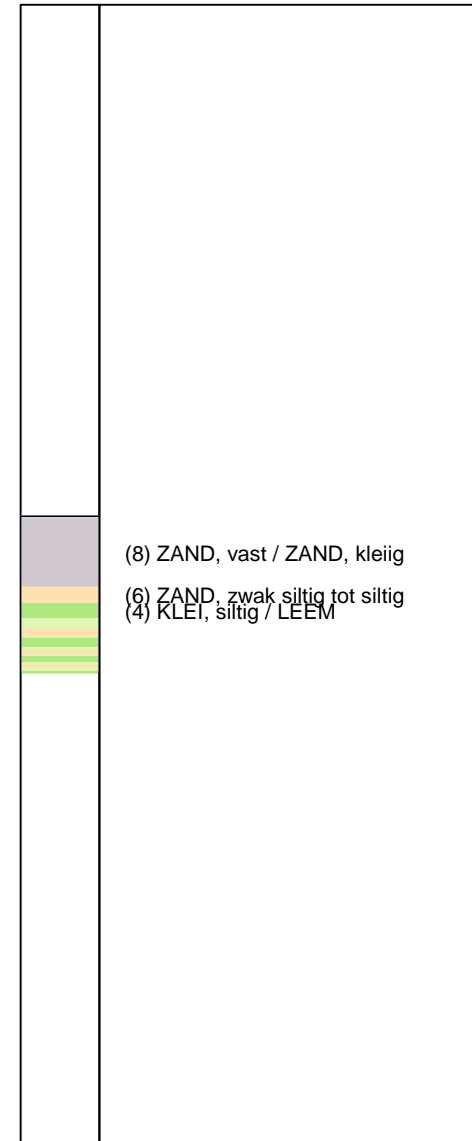 (8) ZAND, vast / ZAND, kleiig
(6) ZAND, zwak siltig tot siltig
(4) KLEI, siltig / LEEM